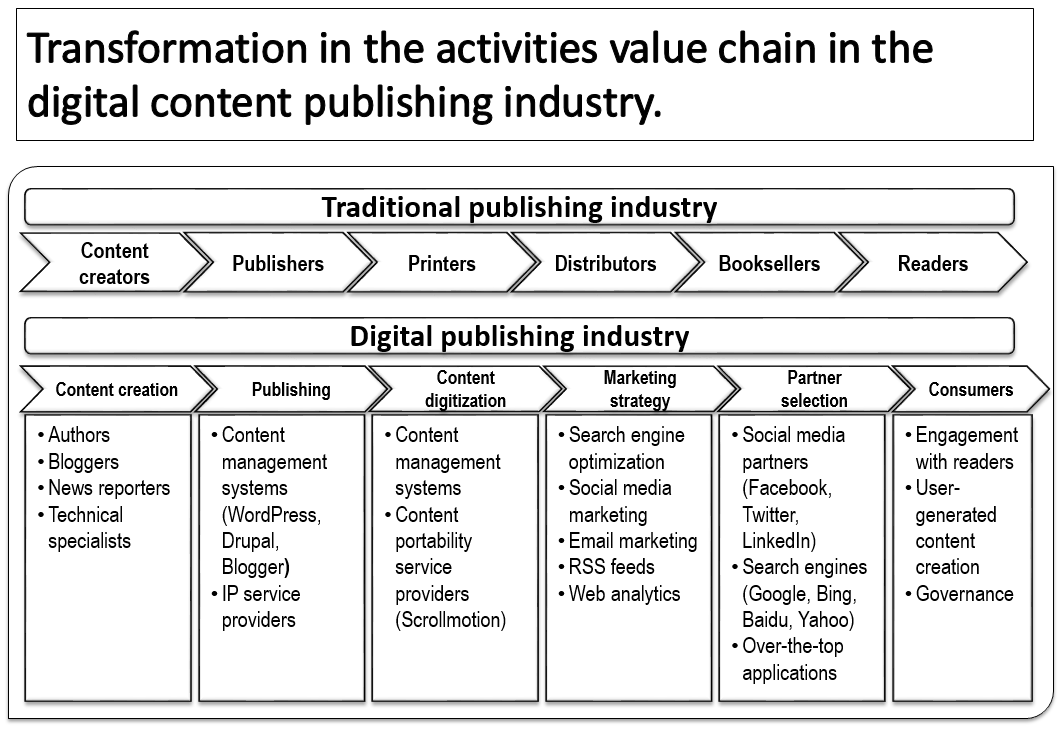 Transformation in the activities value chain in the
digital content publishing industry.
Traditional publishing industry
Content
creators
Publishers
Printers
Distributors
Booksellers
Readers
Digital publishing industry
Content creation
Publishing
Content
digitization
Marketing
strategy
Partner
selection
Consumers
• Authors
• Bloggers
• News reporters
• Technical
specialists
• Content
management
systems
(WordPress,
Drupal,
Blogger)
• IP service
providers
• Content
management
systems
• Content
portability
service
providers
(Scrollmotion)
• Search engine
optimization
• Social media
marketing
• Email marketing
• RSS feeds
• Web analytics
• Social media
partners
(Facebook,
Twitter,
LinkedIn)
• Search engines
(Google, Bing,
Baidu, Yahoo)
• Over-the-top
applications
• Engagement
with readers
• User-
generated
content
creation
• Governance